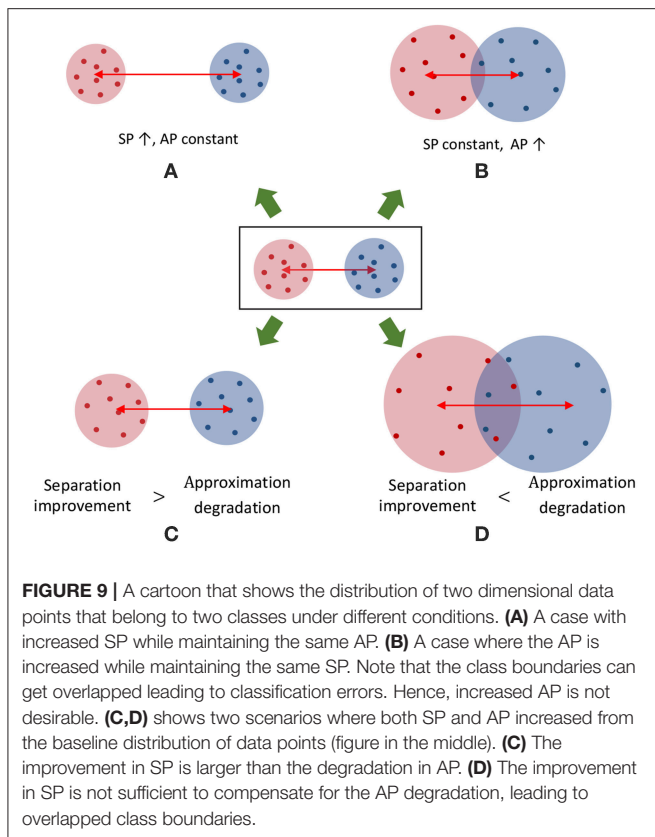 SP ↑, AP constant
A
SP constant, AP ↑
B
Separation improvement > Approximation degradation
C
Separation improvement < Approximation degradation
D
FIGURE 9 | A cartoon that shows the distribution of two dimensional data
points that belong to two classes under different conditions. (A) A case with
increased SP while maintaining the same AP. (B) A case where the AP is
increased while maintaining the same SP. Note that the class boundaries can
get overlapped leading to classification errors. Hence, increased AP is not
desirable. (C,D) shows two scenarios where both SP and AP increased from
the baseline distribution of data points (figure in the middle). (C) The
improvement in SP is larger than the degradation in AP. (D) The improvement
in SP is not sufficient to compensate for the AP degradation, leading to
overlapped class boundaries.